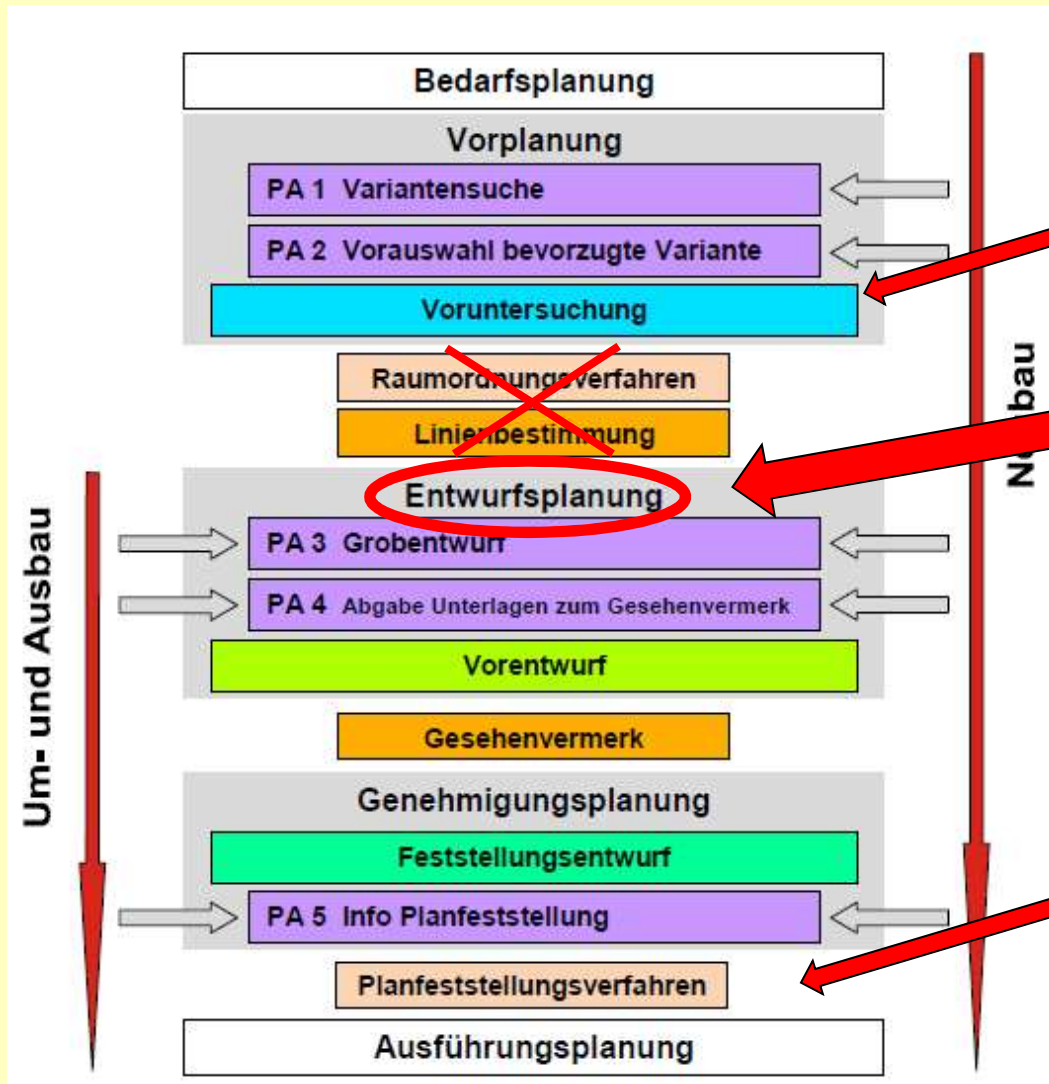 Bedarfsplanung
Vorplanung
PA 1 Variantensuche
PA 2 Vorauswahl bevorzugte Variante
Voruntersuchung
Raumordnungsverfahren
Linienbestimmung
Entwurfsplanung
PA 3 Grobentwurf
PA 4 Abgabe Unterlagen zum Gesehenvermerk
Vorentwurf
Gesehenvermerk
Genehmigungsplanung
Feststellungsentwurf
PA 5 Info Planfeststellung
Planfeststellungsverfahren
Ausführungsplanung
Um- und Ausbau
Neubau